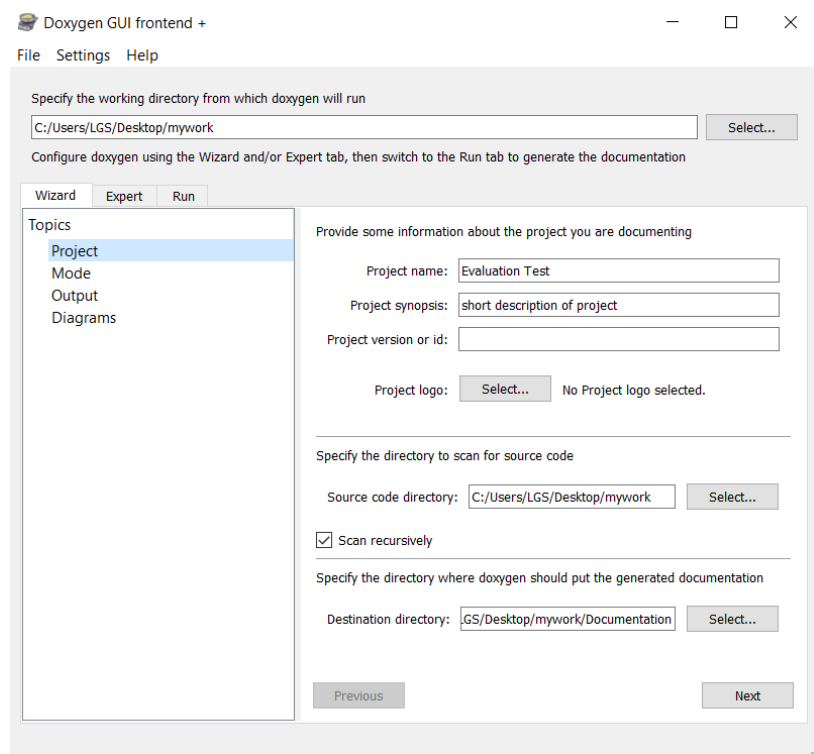 Doxygen GUI frontend +
File Settings Help
Specify the working directory from which doxygen will run
C:/Users/LGS/Desktop/mywork Select...
Configure doxygen using the Wizard and/or Expert tab, then switch to the Run tab to generate the documentation
Wizard Expert Run
Topics
Project
Mode
Output
Diagrams
Provide some information about the project you are documenting
Project name: Evaluation Test
Project synopsis: short description of project
Project version or id:
Project logo: Select... No Project logo selected.
Specify the directory to scan for source code
Source code directory: C:/Users/LGS/Desktop/mywork Select...
Scan recursively
Specify the directory where doxygen should put the generated documentation
Destination directory: .GS/Desktop/mywork/Documentation Select...
Previous Next